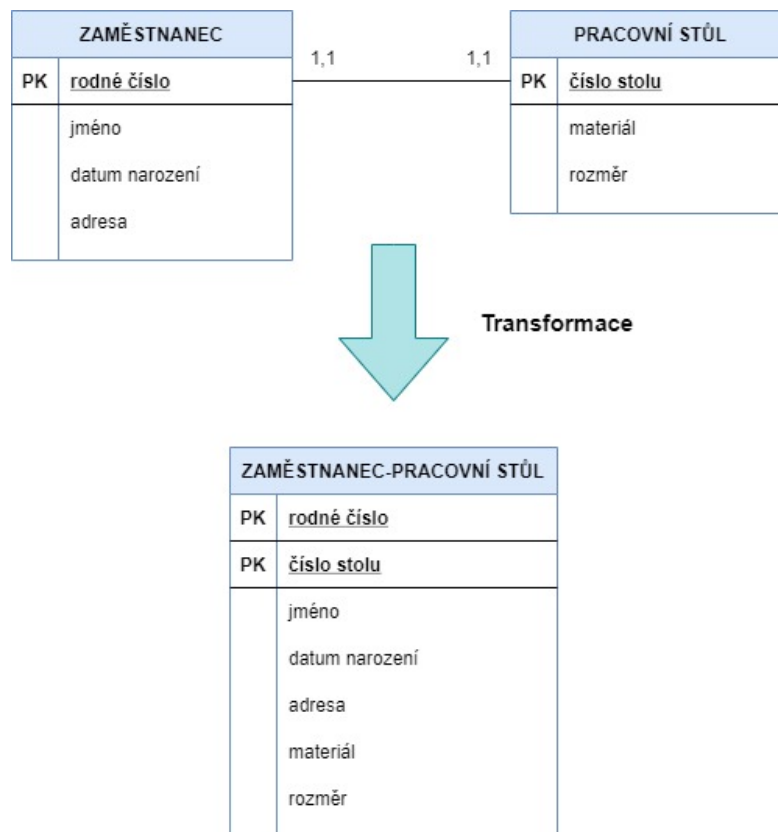 ZAMĚSTNANEC
PK rodné číslo
jméno
datum narození
adresa
1,1 1,1
PRACOVNÍ STŮL
PK číslo stolu
materiál
rozměr
Transformace
ZAMĚSTNANEC-PRACOVNÍ STŮL
PK rodné číslo
PK číslo stolu
jméno
datum narození
adresa
materiál
rozměr